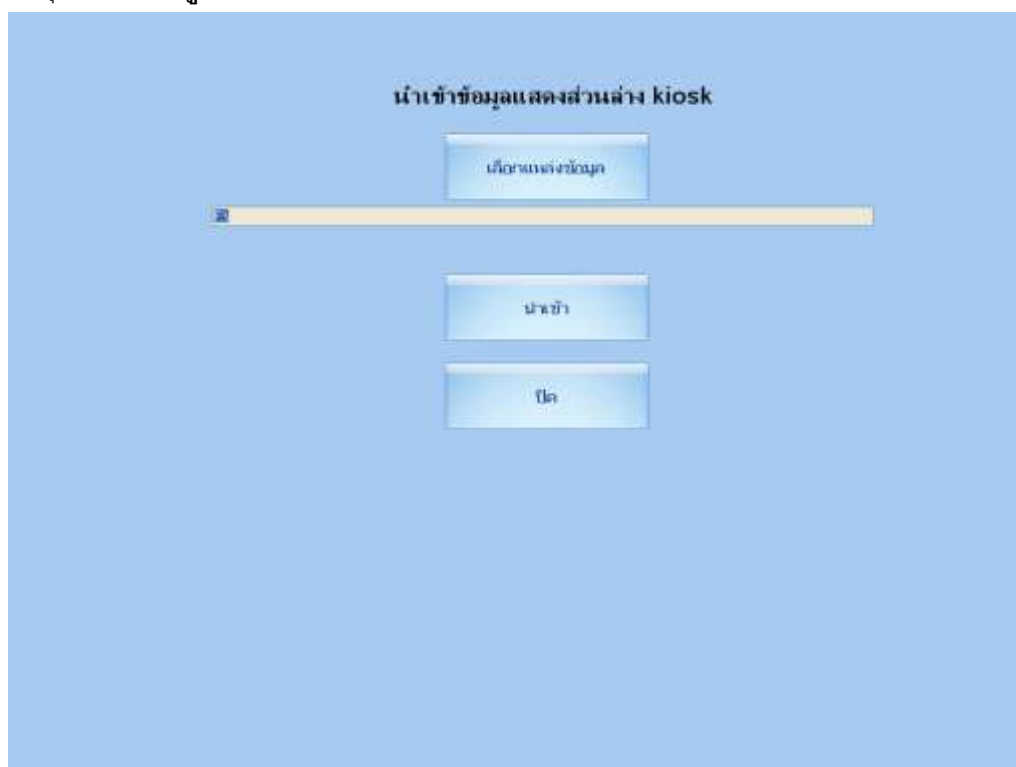 นำเข้าข้อมูลแสดงส่วนล่าง kiosk
เลือกแหล่งข้อมูล
นำเข้า
ปิด